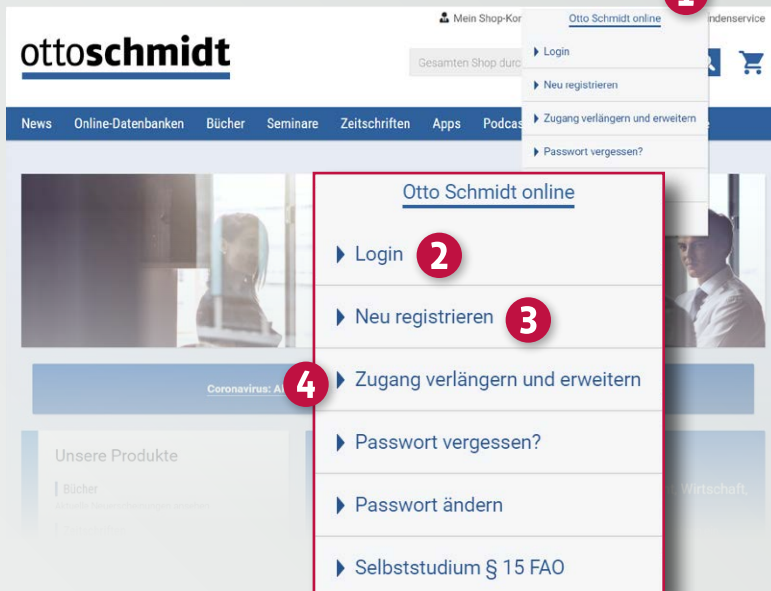 Mein Shop-Kor
Otto Schmidt online
1
ndenservice
ottoschmidt
Gesamten Shop durc
Login
Neu registrieren
Zugang verlängern und erweitern
Passwort vergessen?
News Online-Datenbanken Bücher Seminare Zeitschriften Apps Podcas
Otto Schmidt online
Login 2
Neu registrieren 3
4 Zugang verlängern und erweitern
Passwort vergessen?
Passwort ändern
Selbststudium § 15 FAO
Coronavirus: A
Unsere Produkte
Bücher
t, Wirtschaft,